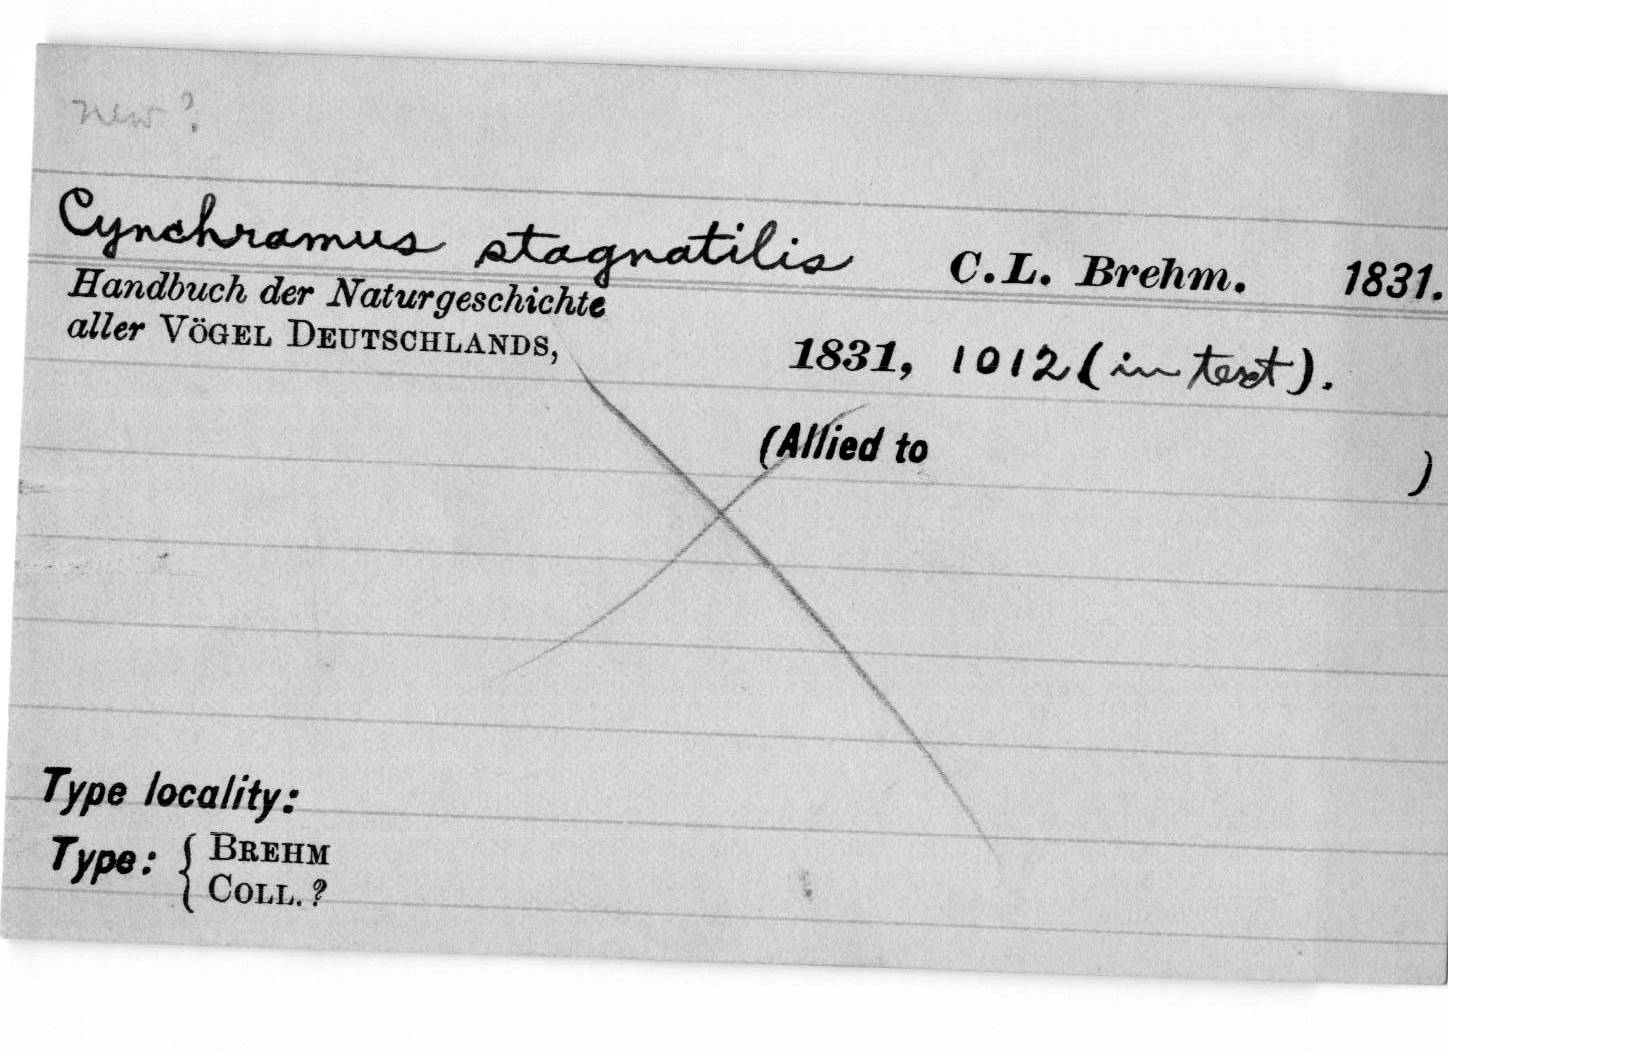 new?
Cynchramus stagnatilis C.L. Brehm. 1831.
Handbuch der Naturgeschichte
aller VÖGEL DEUTSCHLANDS,
1831, 1012 (in text).
(Allied to )
Type locality:
Type: { BREHM
COLL. ?